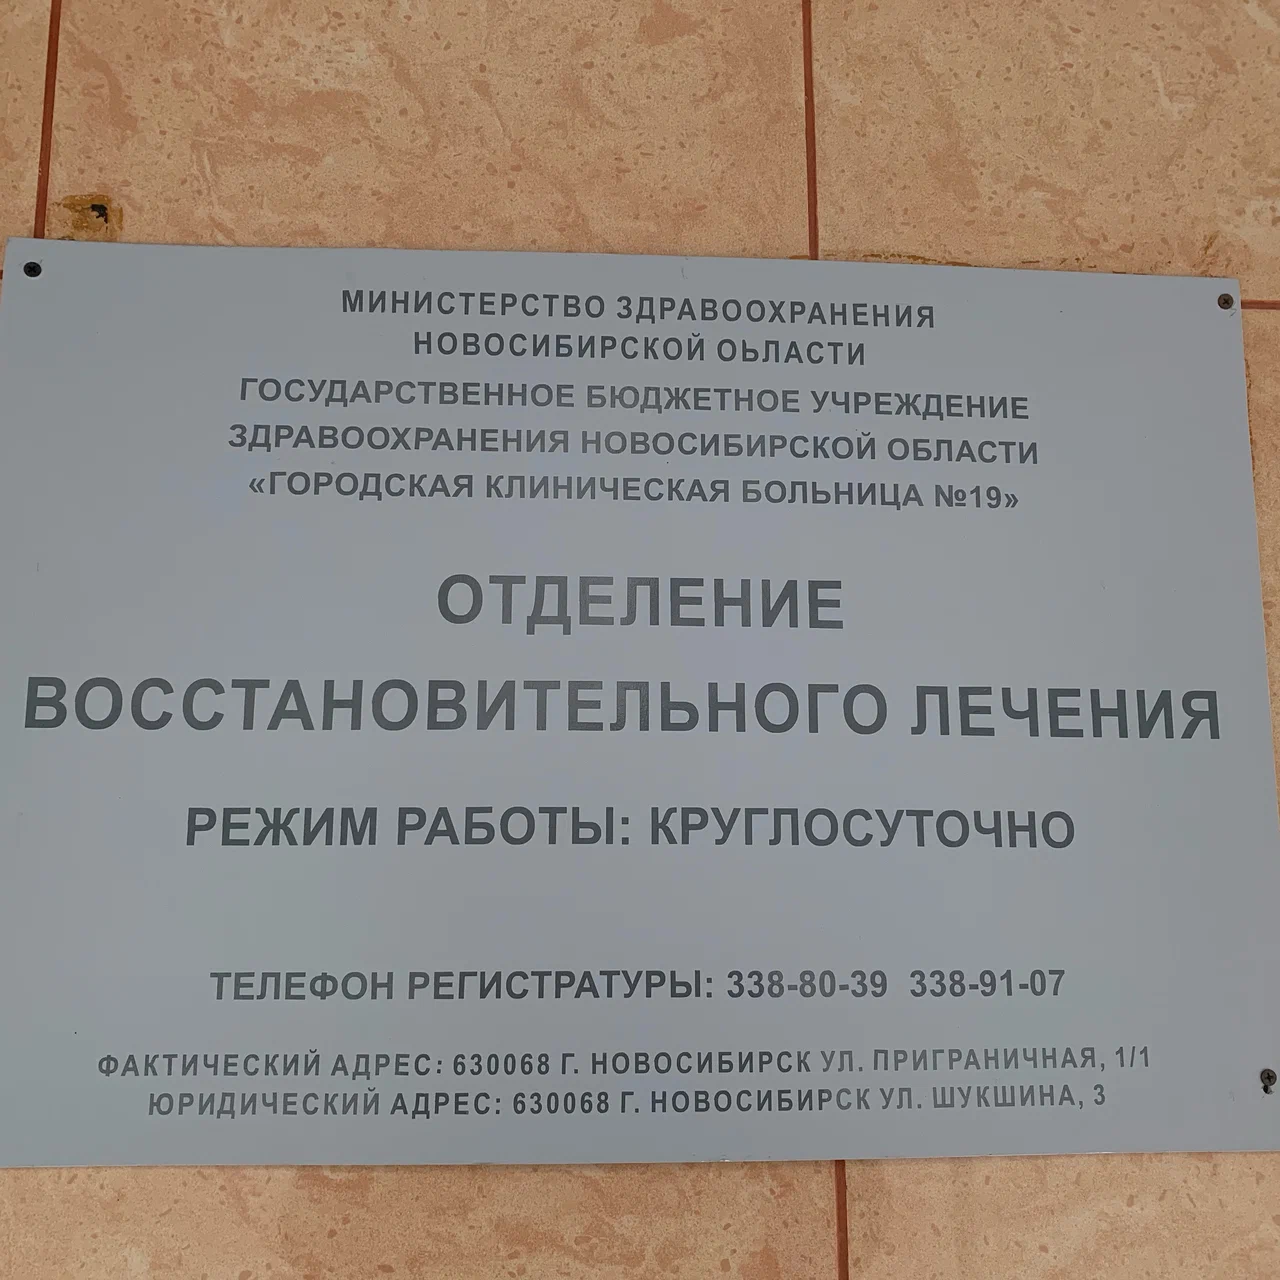 МИНИСТЕРСТВО ЗДРАВООХРАНЕНИЯ
НОВОСИБИРСКОЙ ОЬЛАСТИ
ГОСУДАРСТВЕННОЕ БЮДЖЕТНОЕ УЧРЕЖДЕНИЕ
ЗДРАВООХРАНЕНИЯ НОВОСИБИРСКОЙ ОБЛАСТИ
«ГОРОДСКАЯ КЛИНИЧЕСКАЯ БОЛЬНИЦА №19»
ОТДЕЛЕНИЕ
ВОССТАНОВИТЕЛЬНОГО ЛЕЧЕНИЯ
РЕЖИМ РАБОТЫ: КРУГЛОСУТОЧНО
ТЕЛЕФОН РЕГИСТРАТУРЫ: 338-80-39 338-91-07
ФАКТИЧЕСКИЙ АДРЕС: 630068 Г. НОВОСИБИРСК УЛ. ПРИГРАНИЧНАЯ, 1/1
ЮРИДИЧЕСКИЙ АДРЕС: 630068 Г. НОВОСИБИРСК УЛ. ШУКШИНА, 3